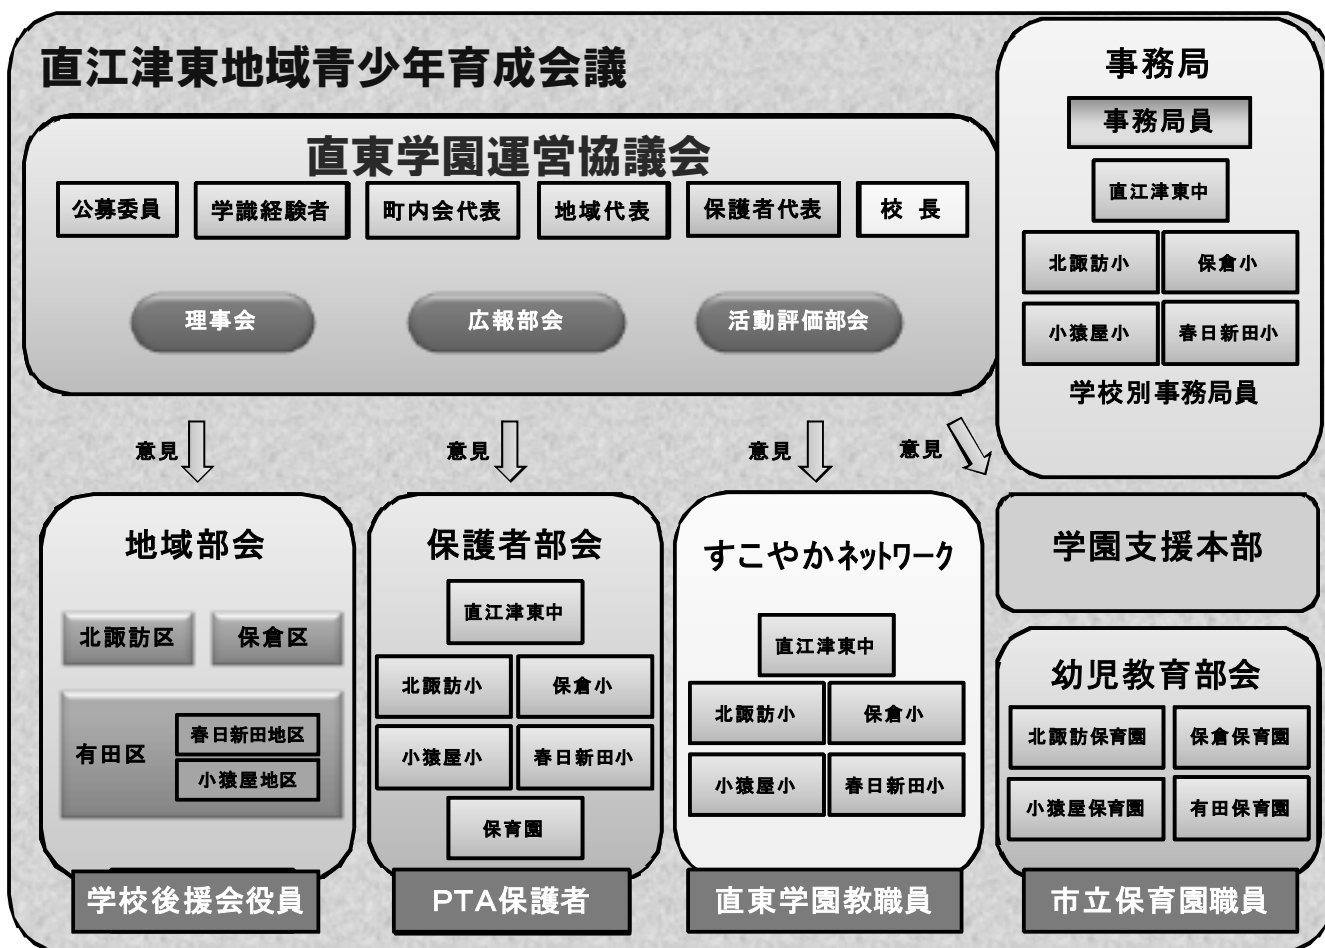 直江津東地域青少年育成会議
直東学園運営協議会
公募委員
学識経験者
町内会代表
地域代表
保護者代表
校長
理事会
広報部会
活動評価部会
事務局
事務局員
直江津東中
北諏訪小
保倉小
小猿屋小
春日新田小
学校別事務局員
意見
意見
意見
意見
地域部会
北諏訪区
保倉区
有田区
春日新田地区
小猿屋地区
学校後援会役員
保護者部会
直江津東中
北諏訪小
保倉小
小猿屋小
春日新田小
保育園
PTA保護者
すこやかネットワーク
直江津東中
北諏訪小
保倉小
小猿屋小
春日新田小
直東学園教職員
学園支援本部
幼児教育部会
北諏訪保育園
保倉保育園
小猿屋保育園
有田保育園
市立保育園職員